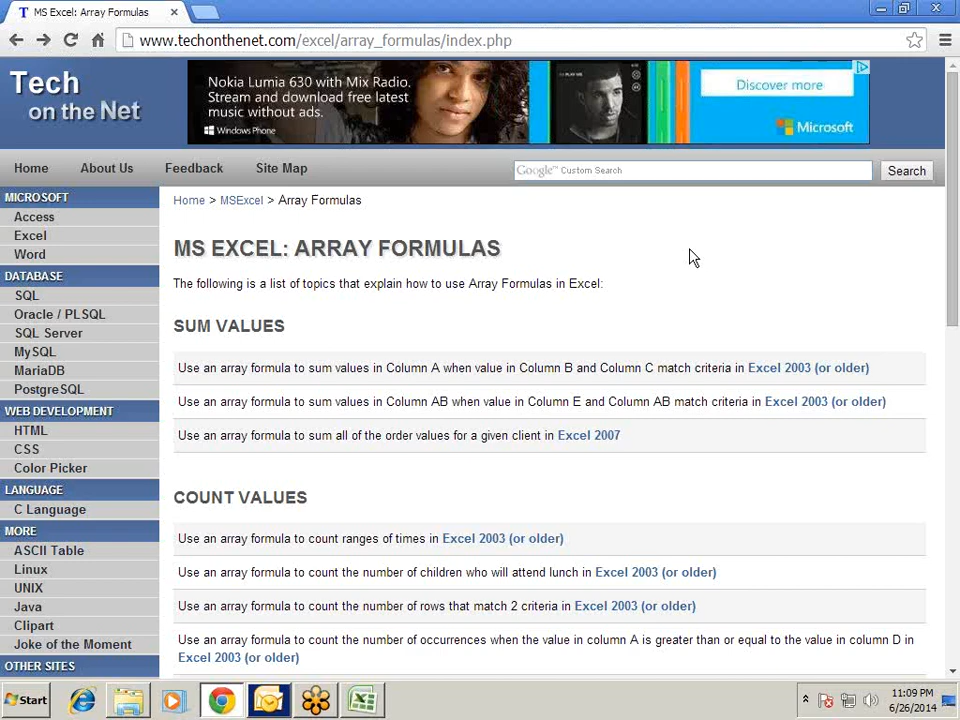 MS Excel: Array Formulas
www.techonthenet.com/excel/array_formulas/index.php
Tech
on the Net
Nokia Lumia 630 with Mix Radio.
Stream and download free latest
music without ads.
Windows Phone
Discover more
Microsoft
Home
About Us
Feedback
Site Map
Google™ Custom Search
Search
MICROSOFT
Access
Excel
Word
DATABASE
SQL
Oracle / PLSQL
SQL Server
MySQL
MariaDB
PostgreSQL
WEB DEVELOPMENT
HTML
CSS
Color Picker
LANGUAGE
C Language
MORE
ASCII Table
Linux
UNIX
Java
Clipart
Joke of the Moment
OTHER SITES
Home > MSExcel > Array Formulas
MS EXCEL: ARRAY FORMULAS
The following is a list of topics that explain how to use Array Formulas in Excel:
SUM VALUES
Use an array formula to sum values in Column A when value in Column B and Column C match criteria in Excel 2003 (or older)
Use an array formula to sum values in Column AB when value in Column E and Column AB match criteria in Excel 2003 (or older)
Use an array formula to sum all of the order values for a given client in Excel 2007
COUNT VALUES
Use an array formula to count ranges of times in Excel 2003 (or older)
Use an array formula to count the number of children who will attend lunch in Excel 2003 (or older)
Use an array formula to count the number of rows that match 2 criteria in Excel 2003 (or older)
Use an array formula to count the number of occurrences when the value in column A is greater than or equal to the value in column D in
Excel 2003 (or older)
Start
11:09 PM
6/26/2014